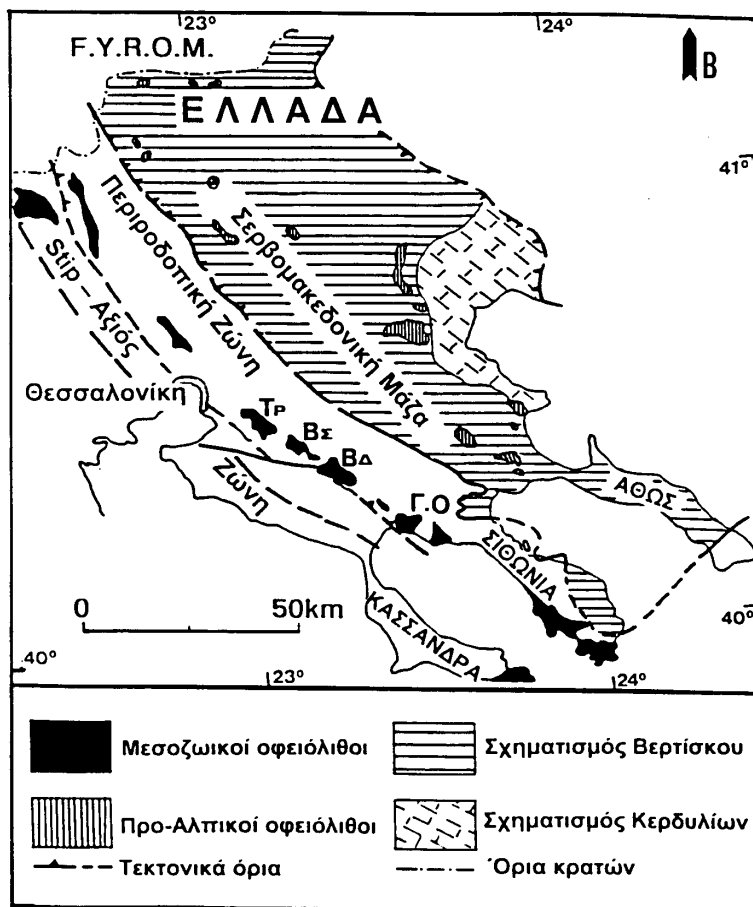 23°
24°
F.Y.R.O.M.
Β
ΕΛΛΑΔΑ
41°
Περιροδοπική Ζώνη
Σερβομακεδονική Μάζα
Stip - Αξιός
Θεσσαλονίκη
Τρ
Βς
ΒΔ
Ζώνη
Γ.Ο
ΑΘΩΣ
ΣΙΘΩΝΙΑ
0 50km
ΚΑΣΣΑΝΔΡΑ
40°
40°
23°
24°
Μεσοζωικοί οφειόλιθοι
Σχηματισμός Βερτίσκου
Προ-Αλπικοί οφειόλιθοι
Σχηματισμός Κερδυλίων
Τεκτονικά όρια
Όρια κρατών